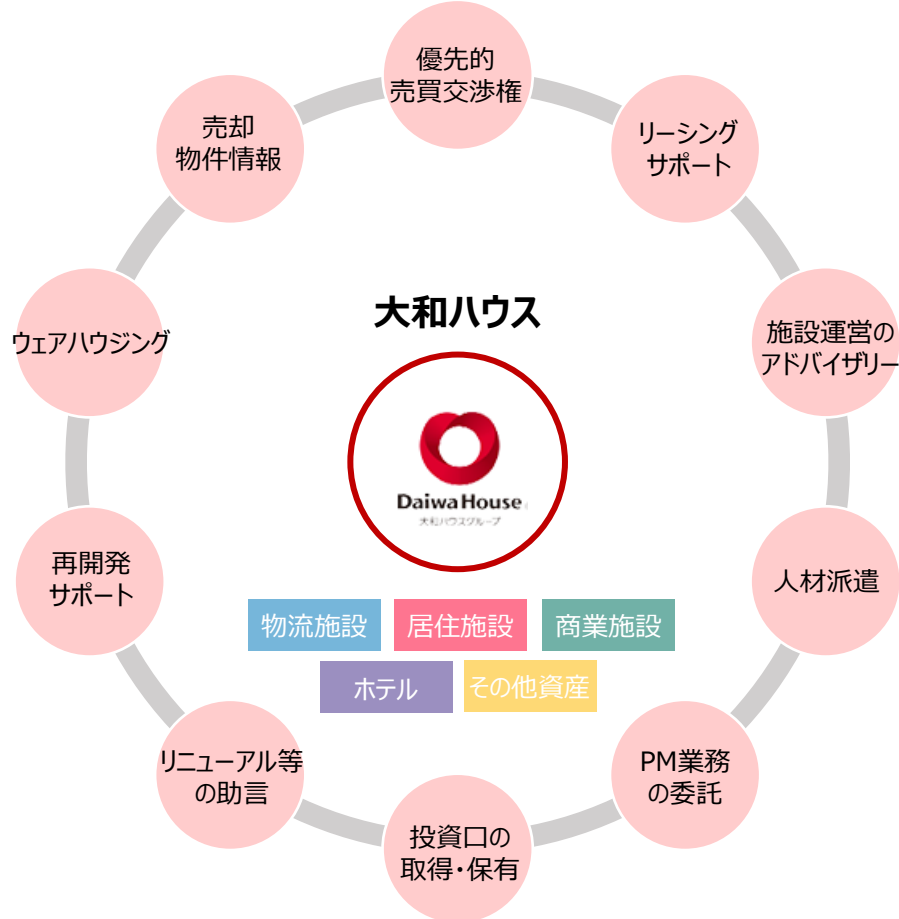 優先的
売買交渉権
リーシング
サポート
施設運営の
アドバイザリー
人材派遣
PM業務
の委託
投資口の
取得・保有
リニューアル等
の助言
再開発
サポート
ウェアハウジング
売却
物件情報
大和ハウス
Daiwa House
大和ハウスグループ
物流施設
居住施設
商業施設
ホテル
その他資産